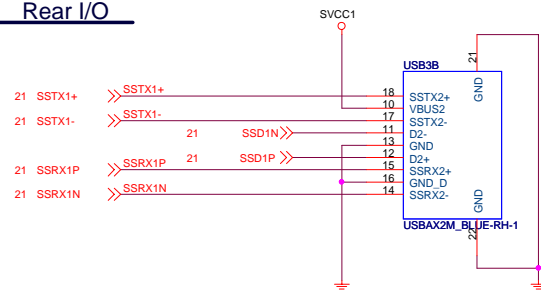 Rear I/O
SVCC1
USB3B
21 SSTX1+ SSTX1+ 18 SSTX2+
10 VBUS2
21 SSTX1- SSTX1- 17 SSTX2-
21 SSD1N 11 D2-
13 GND
21 SSD1P 12 D2+
21 SSRX1P SSRX1P 15 SSRX2+
16 GND_D
21 SSRX1N SSRX1N 14 SSRX2-
21 GND
22 GND
USBAX2M_BLUE-RH-1